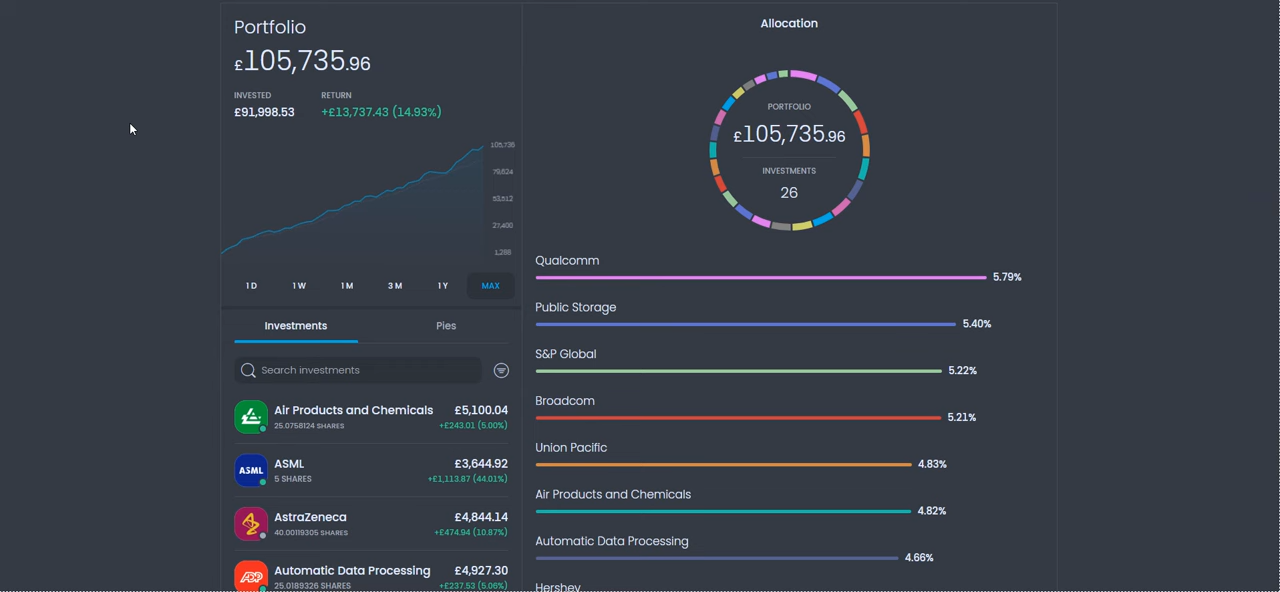 Portfolio
£105,735.96
INVESTED RETURN
£91,998.53 +£13,737.43 (14.93%)
105,736
79,624
53,512
27,400
1,288
1 D 1 W 1 M 3 M 1 Y MAX
Investments Pies
Search investments
Air Products and Chemicals £5,100.04
25.0758124 SHARES +£243.01 (5.00%)
ASML
ASML £3,644.92
5 SHARES +£1,113.87 (44.01%)
AstraZeneca £4,844.14
40.00119305 SHARES +£474.94 (10.87%)
ADP
Automatic Data Processing £4,927.30
25.0189326 SHARES +£237.53 (5.06%)
Allocation
PORTFOLIO
£105,735.96
INVESTMENTS
26
Qualcomm
5.79%
Public Storage
5.40%
S&P Global
5.22%
Broadcom
5.21%
Union Pacific
4.83%
Air Products and Chemicals
4.82%
Automatic Data Processing
4.66%
Hershey